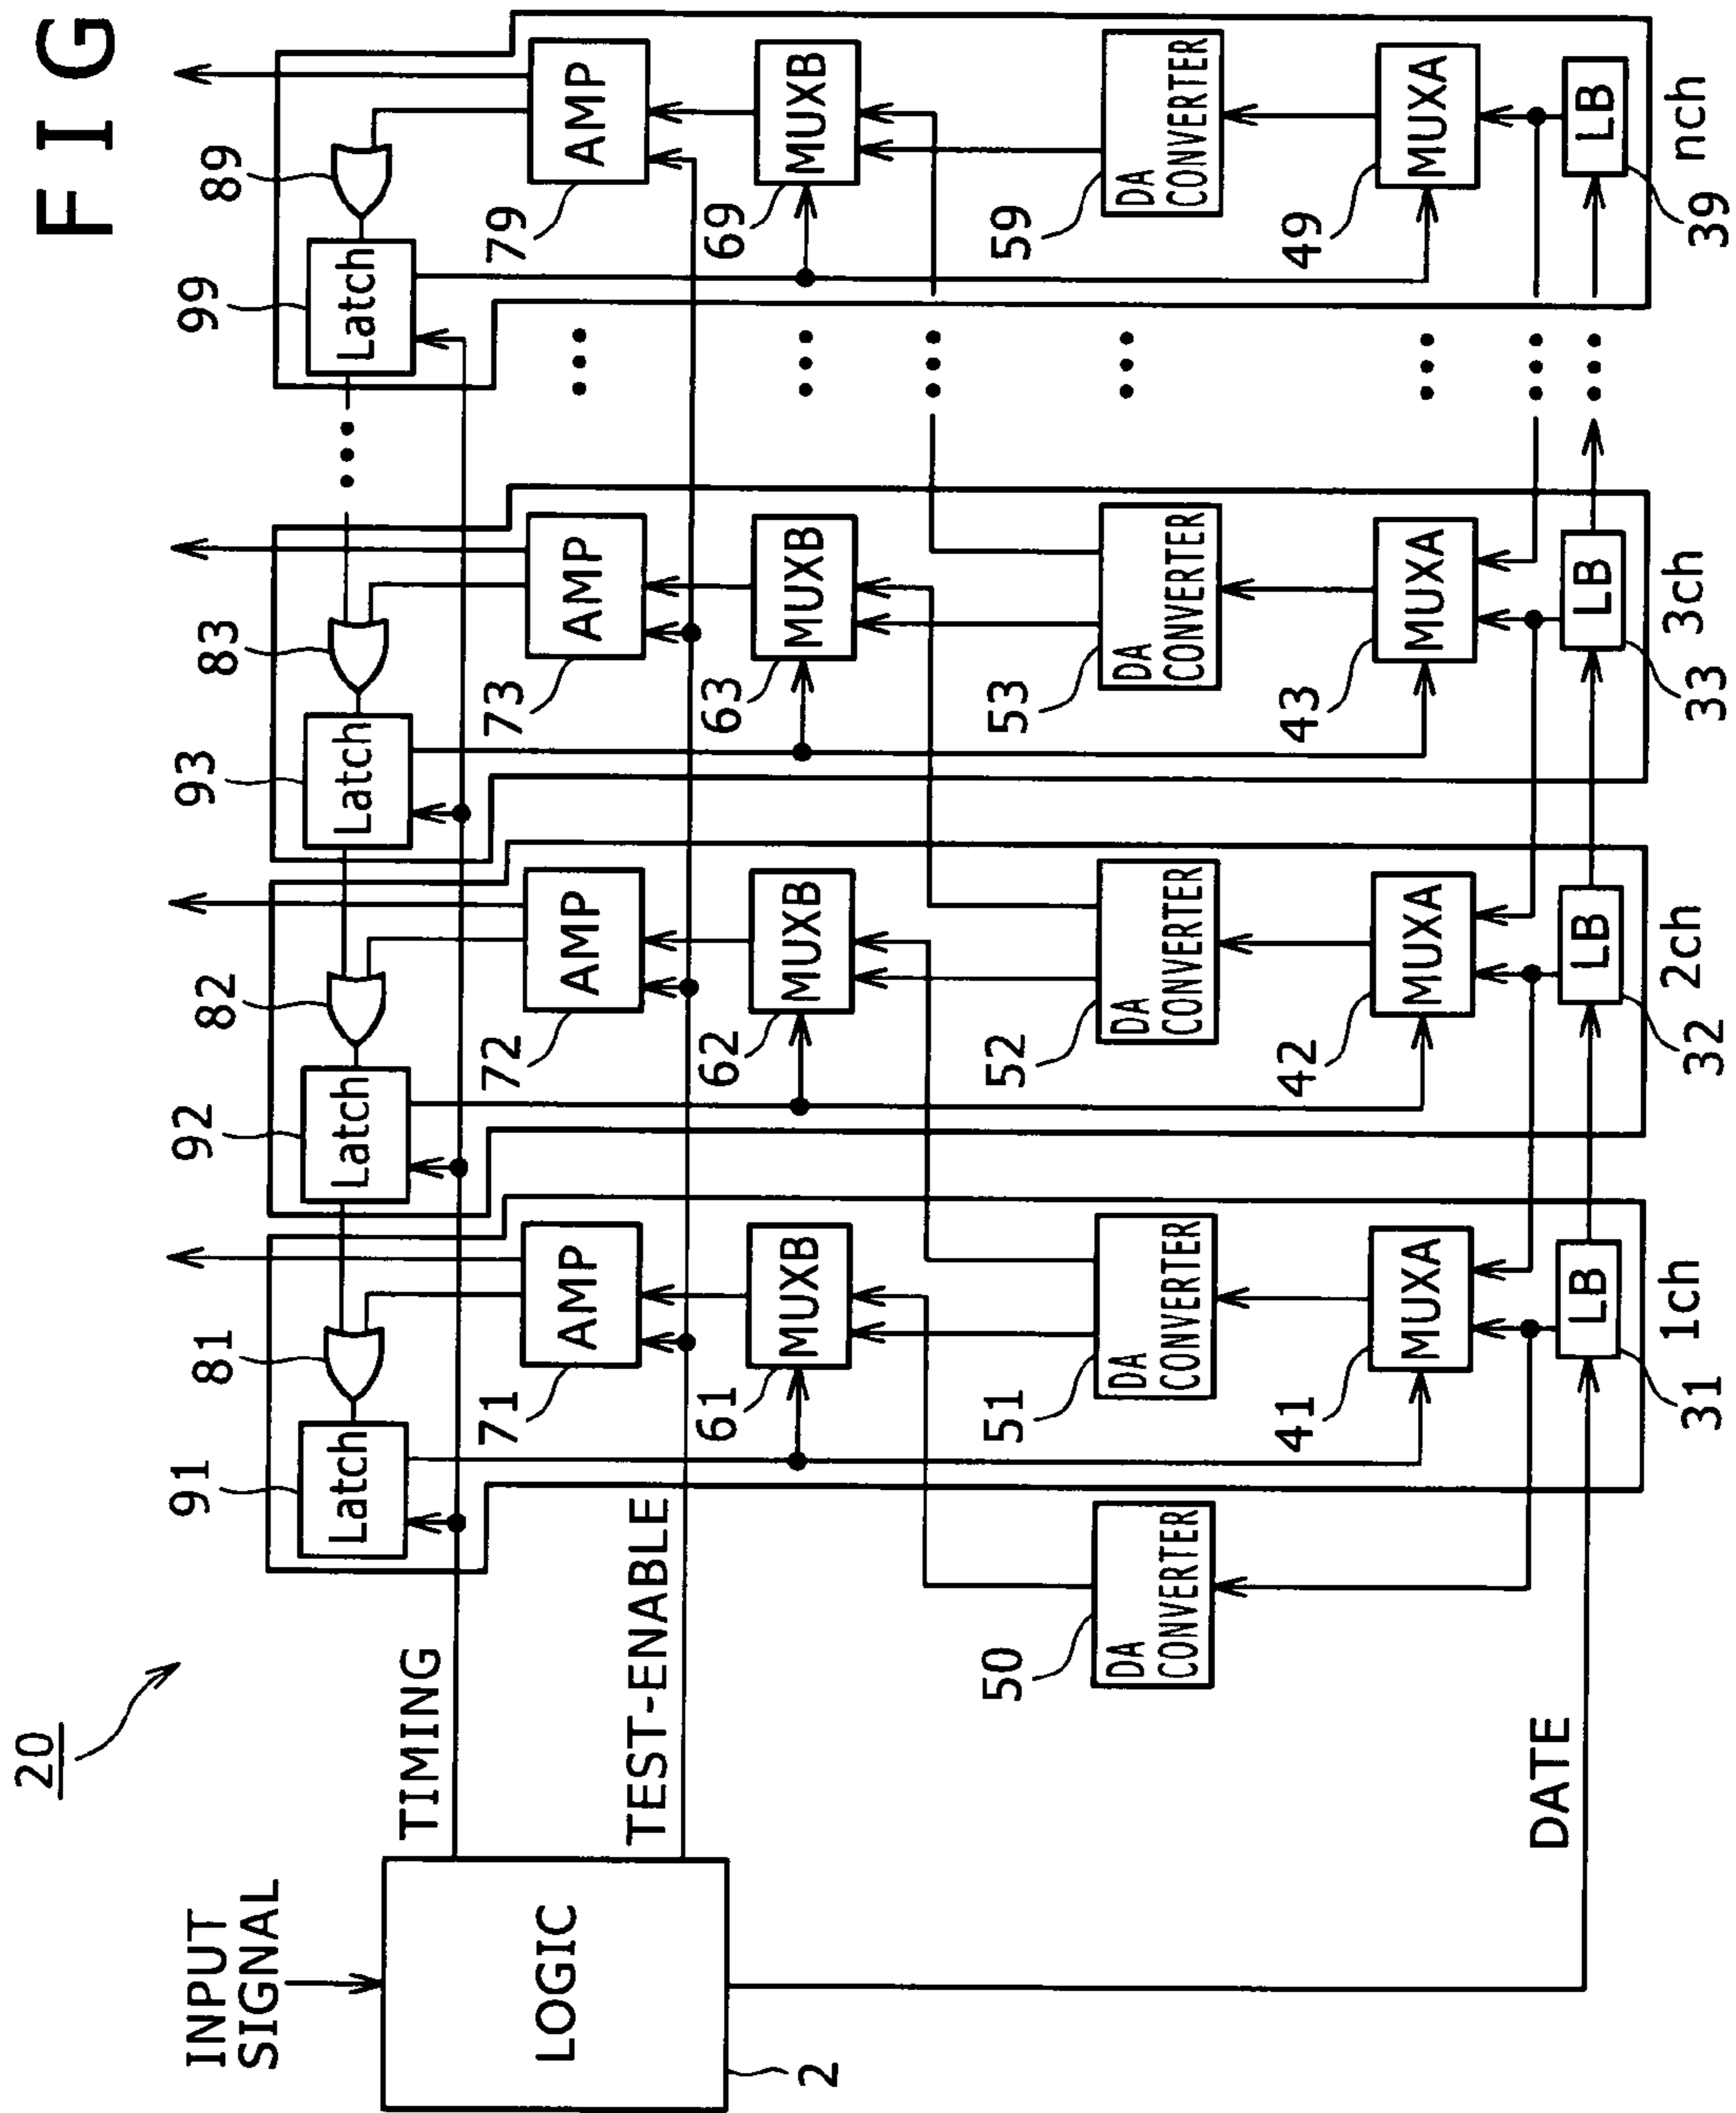 FIG
20
INPUT
SIGNAL
LOGIC
2
TIMING
TEST-ENABLE
DATE
50
DA
CONVERTER
91
Latch
81
71
AMP
61
MUXB
51
DA
CONVERTER
41
MUXA
31
LB
1ch
92
Latch
82
72
AMP
62
MUXB
52
DA
CONVERTER
42
MUXA
32
LB
2ch
93
Latch
83
73
AMP
63
MUXB
53
DA
CONVERTER
43
MUXA
33
LB
3ch
99
Latch
89
79
AMP
69
MUXB
59
DA
CONVERTER
49
MUXA
39
LB
nch